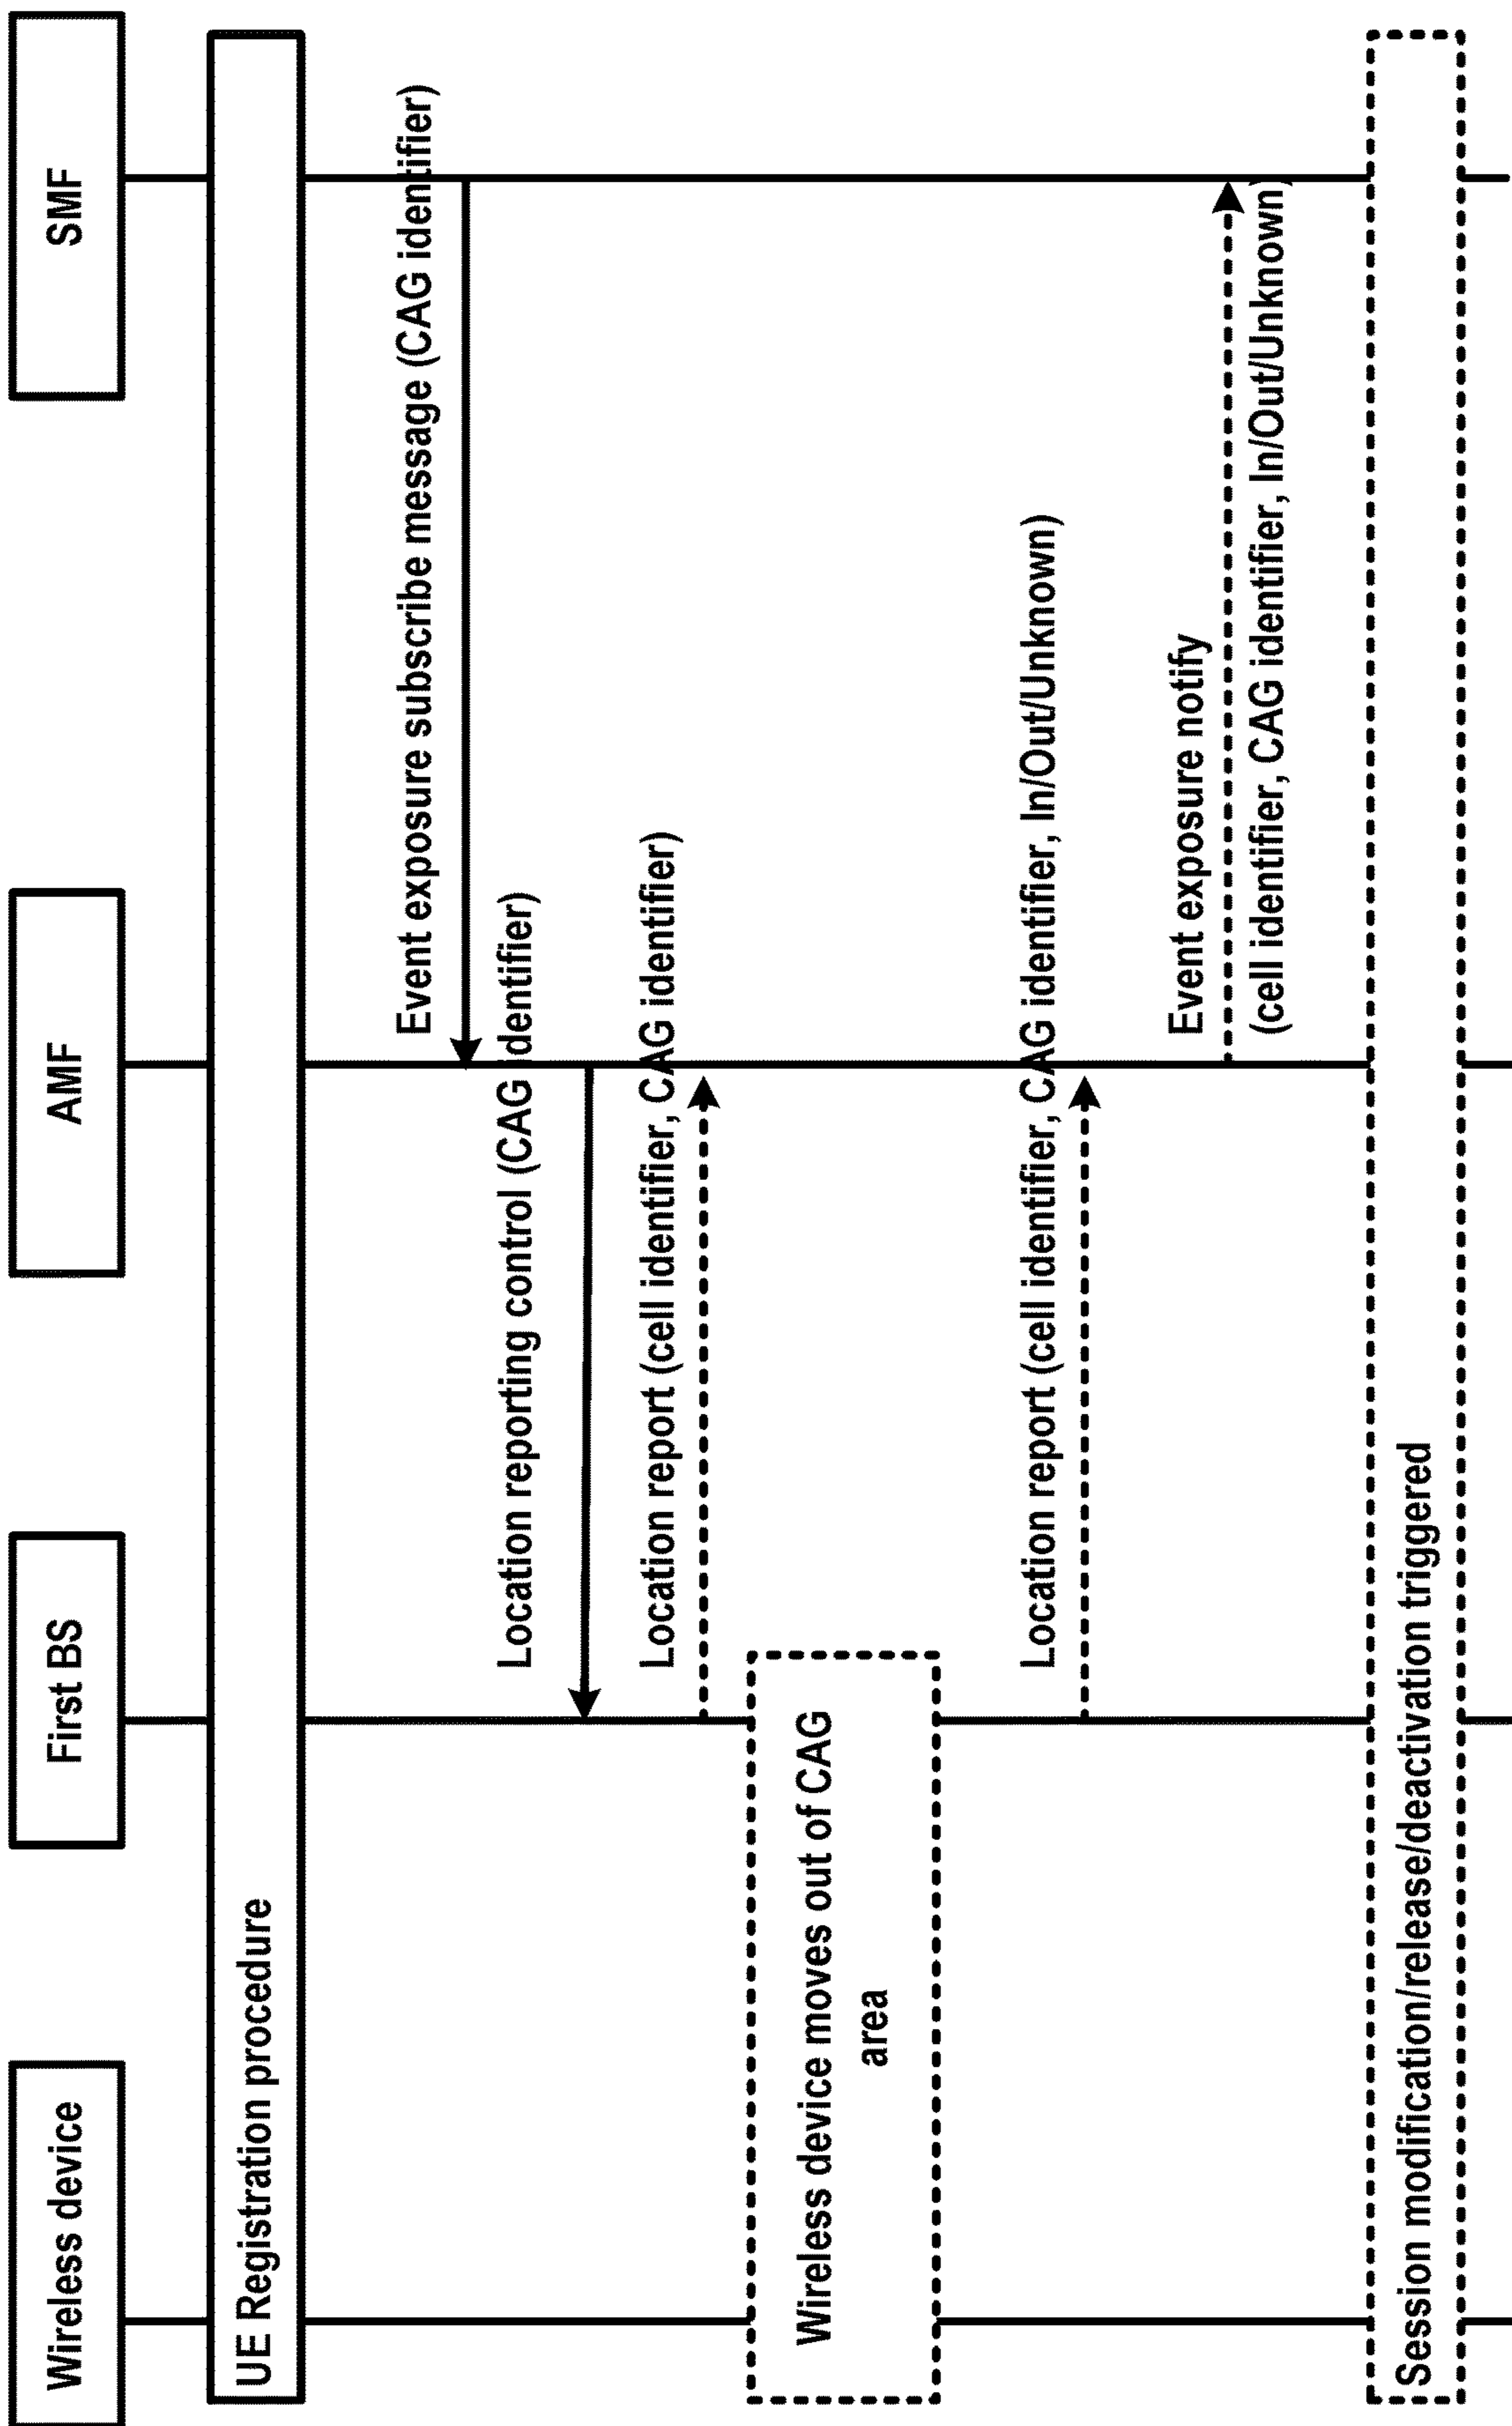 Wireless device
First BS
AMF
SMF
UE Registration procedure
Event exposure subscribe message (CAG identifier)
Location reporting control (CAG identifier)
Location report (cell identifier, CAG identifier)
Wireless device moves out of CAG
area
Location report (cell identifier, CAG identifier, In/Out/Unknown)
Event exposure notify
(cell identifier, CAG identifier, In/Out/Unknown)
Session modification/release/deactivation triggered